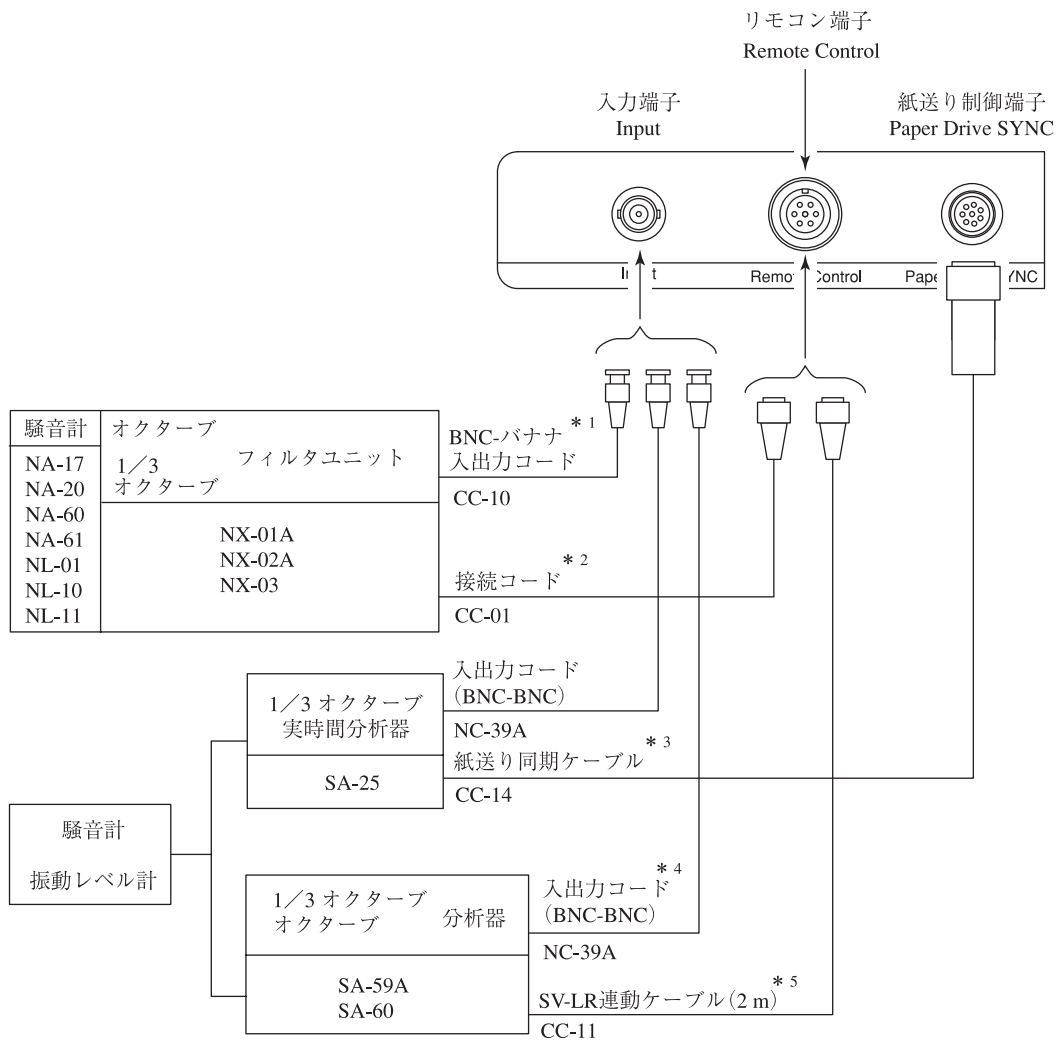 リモコン端子
Remote Control
入力端子
Input
紙送り制御端子
Paper Drive SYNC
In t
Remot Control
Pape YNC
騒音計
NA-17
NA-20
NA-60
NA-61
NL-01
NL-10
NL-11
オクターブ
1/3 フィルタユニット
オクターブ
NX-01A
NX-02A
NX-03
BNC-バナナ *1
入出力コード
CC-10
接続コード *2
CC-01
1/3 オクターブ
実時間分析器
SA-25
入出力コード
(BNC-BNC)
NC-39A
紙送り同期ケーブル *3
CC-14
騒音計
振動レベル計
1/3 オクターブ
オクターブ 分析器
SA-59A
SA-60
入出力コード *4
(BNC-BNC)
NC-39A
SV-LR連動ケーブル(2 m) *5
CC-11